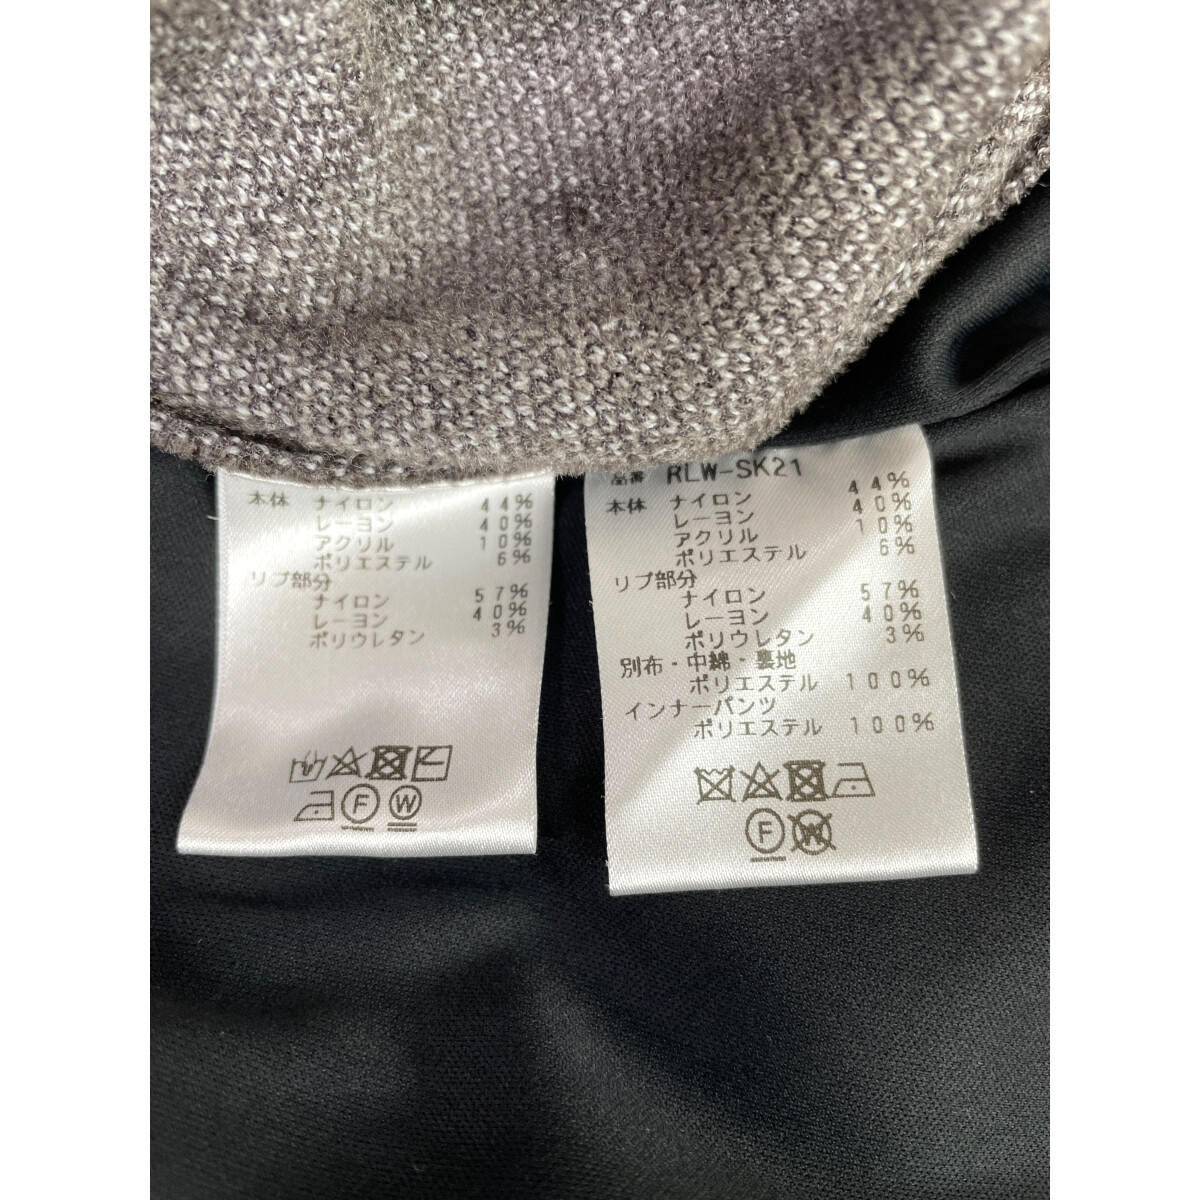 本体 ナイロン 44%
レーヨン 40%
アクリル 10%
ポリエステル 6%
リブ部分
ナイロン 57%
レーヨン 40%
ポリウレタン 3%
F W
品番 RLW-SK21
本体 ナイロン 44%
レーヨン 40%
アクリル 10%
ポリエステル 6%
リブ部分
ナイロン 57%
レーヨン 40%
ポリウレタン 3%
別布・中綿・裏地
ポリエステル 100%
インナーパンツ
ポリエステル 100%
F W